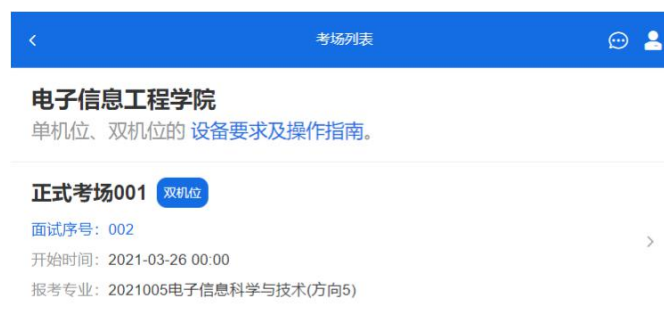 考场列表
电子信息工程学院
单机位、双机位的 设备要求及操作指南。
正式考场001 双机位
面试序号：002
开始时间：2021-03-26 00:00
报考专业：2021005电子信息科学与技术(方向5)